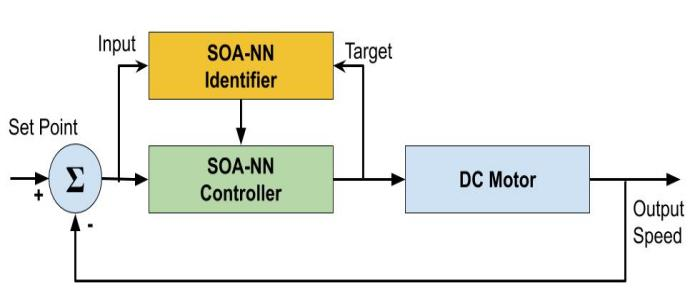 Input
SOA-NN
Identifier
Target
Set Point
Σ
+
-
SOA-NN
Controller
DC Motor
Output
Speed